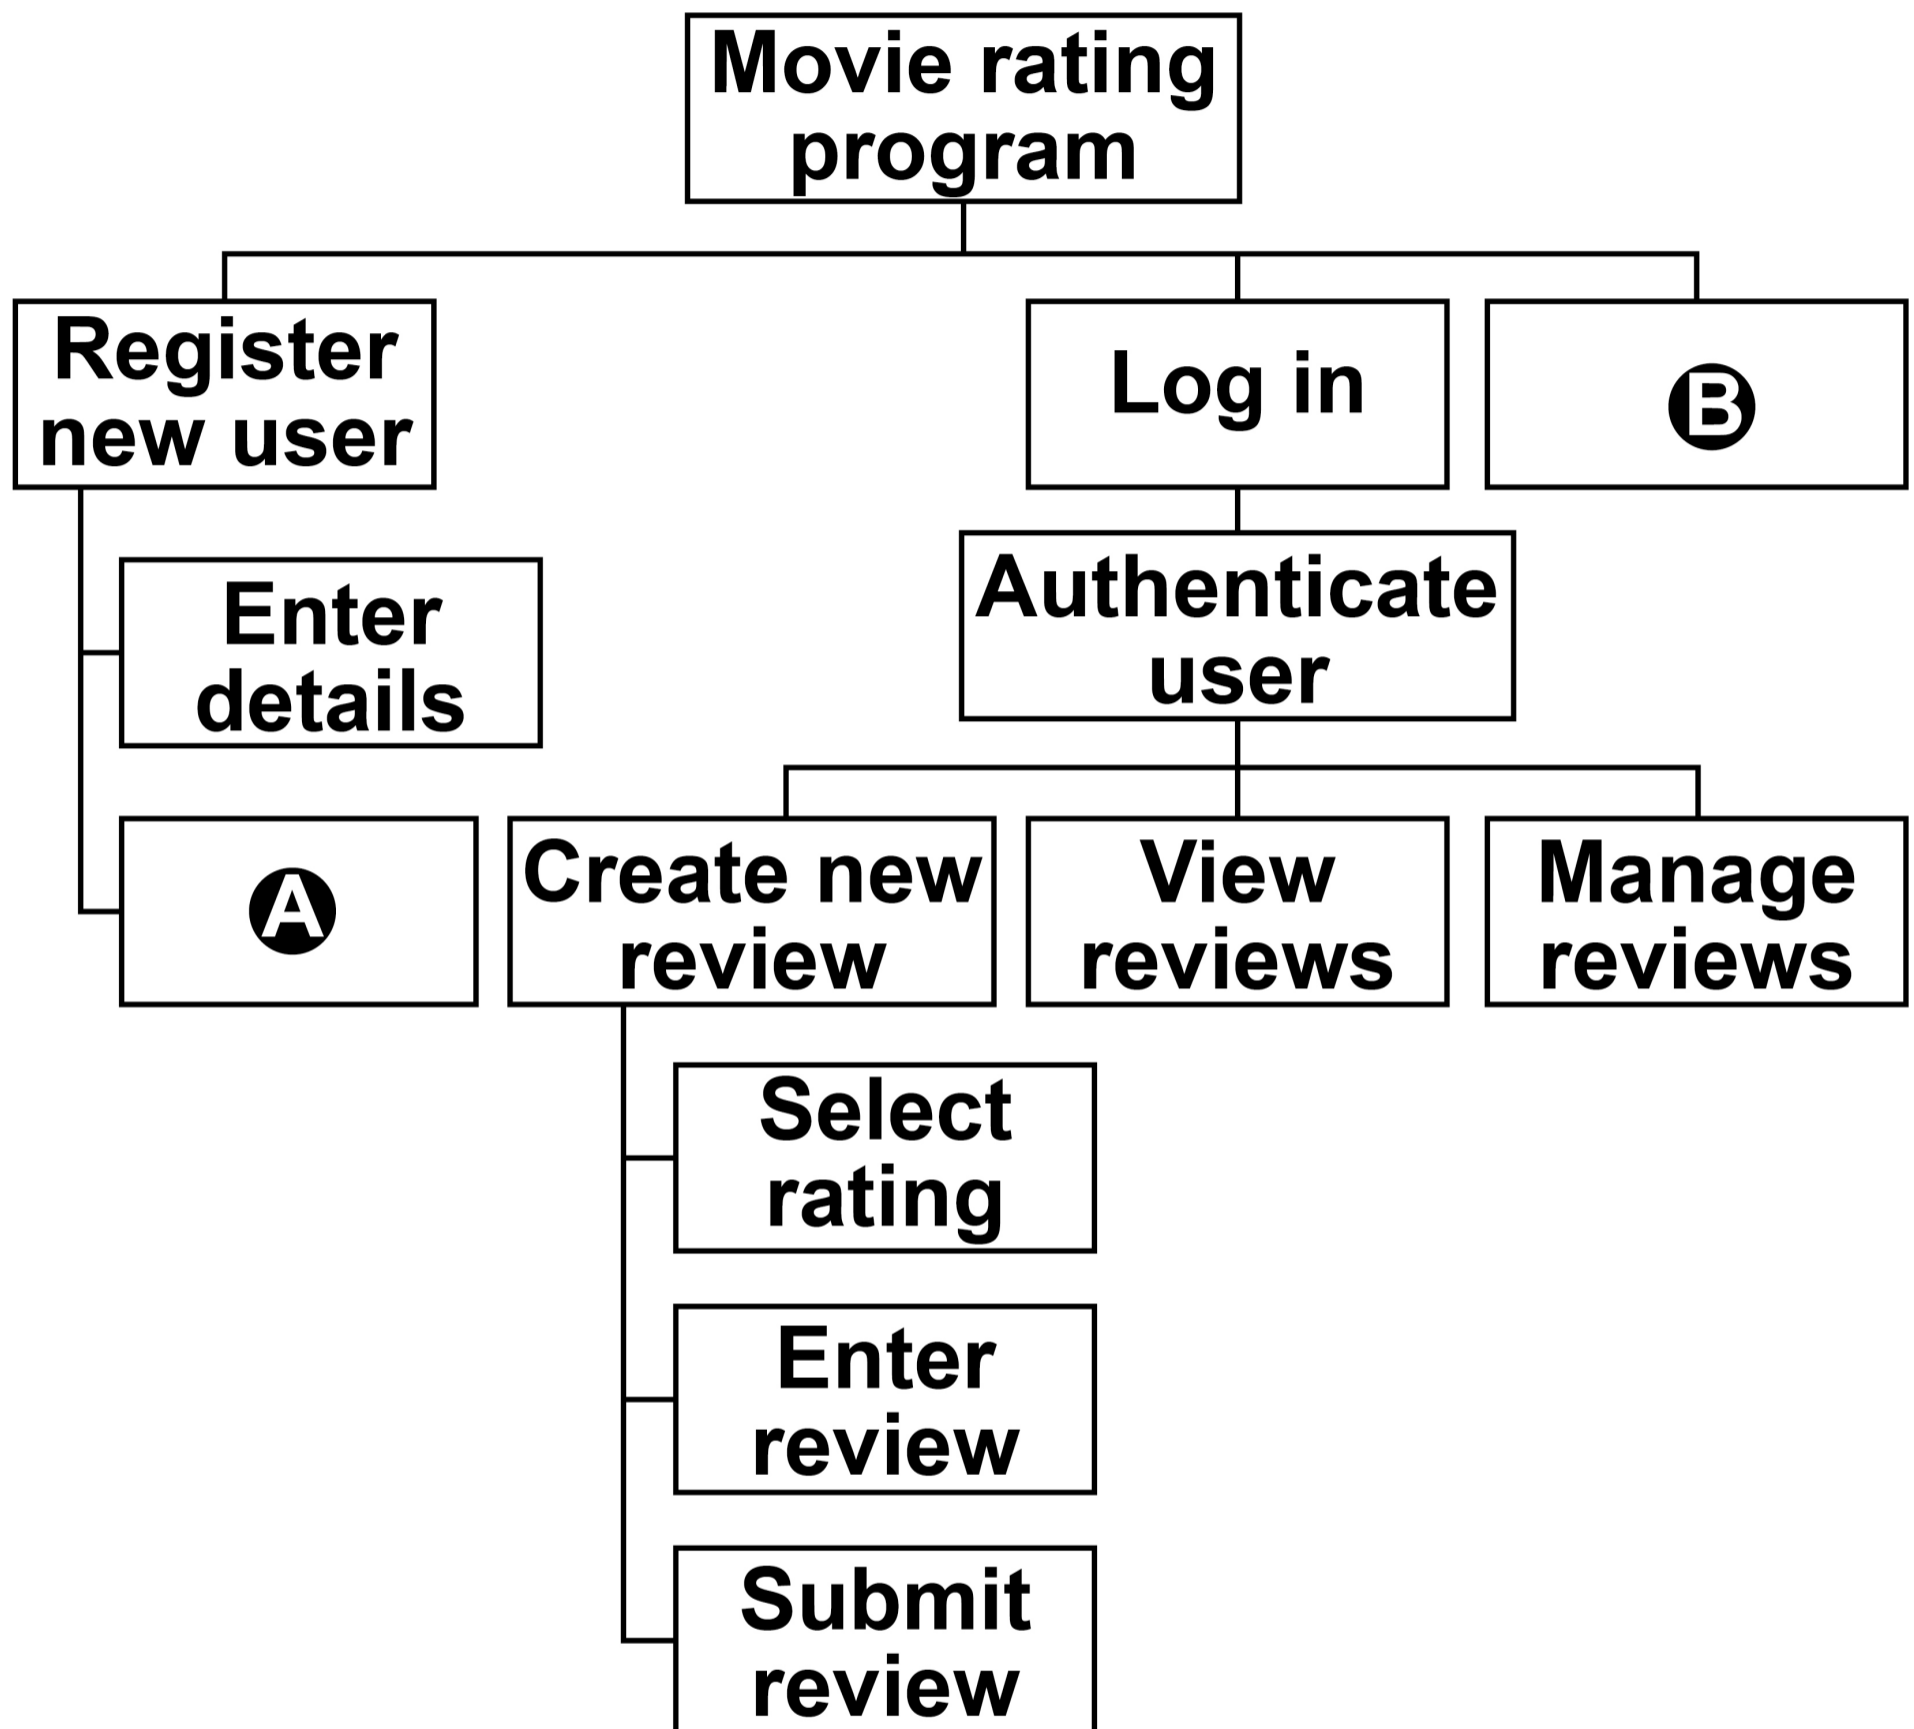 Movie rating
program
Register
new user
Log in
B
Enter
details
Authenticate
user
A
Create new
review
View
reviews
Manage
reviews
Select
rating
Enter
review
Submit
review